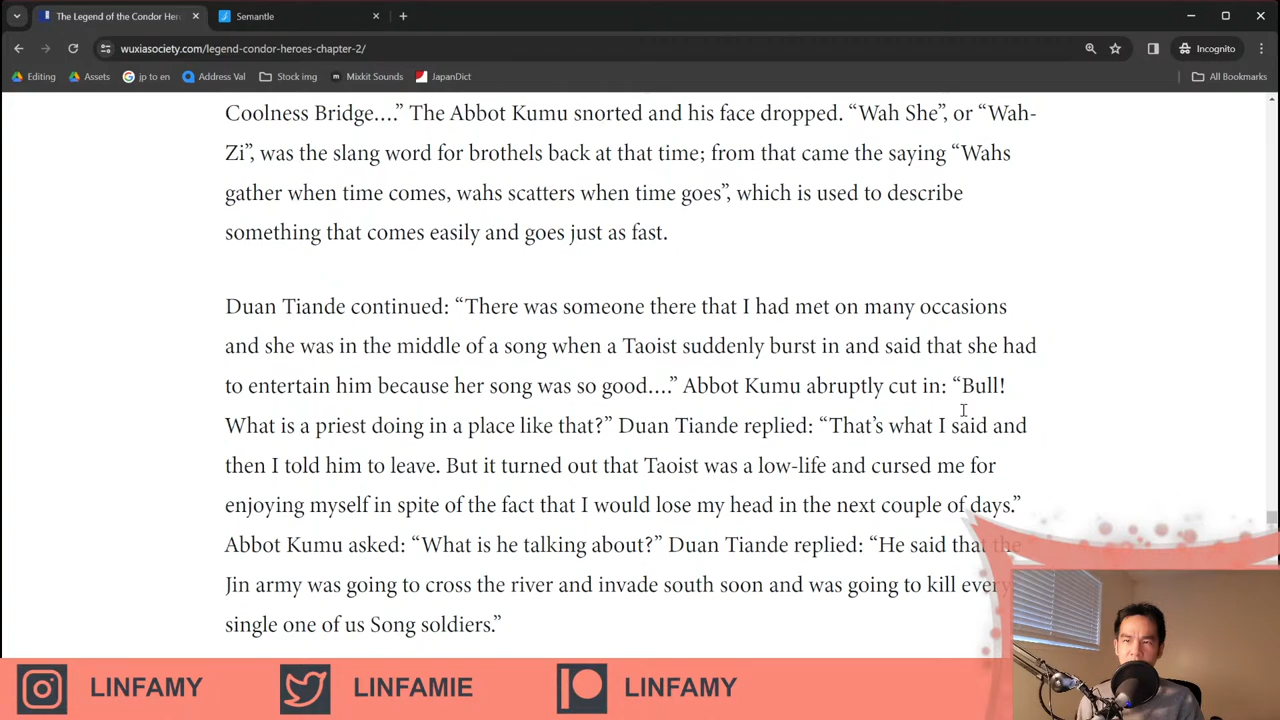 The Legend of the Condor Her
Semantle
wuxiasociety.com/legend-condor-heroes-chapter-2/
Incognito
Editing
Assets
jp to en
Address Val
Stock img
Mixkit Sounds
JapanDict
All Bookmarks
Coolness Bridge….” The Abbot Kumu snorted and his face dropped. “Wah She”, or “Wah-
Zi”, was the slang word for brothels back at that time; from that came the saying “Wahs
gather when time comes, wahs scatters when time goes”, which is used to describe
something that comes easily and goes just as fast.
Duan Tiande continued: “There was someone there that I had met on many occasions
and she was in the middle of a song when a Taoist suddenly burst in and said that she had
to entertain him because her song was so good….” Abbot Kumu abruptly cut in: “Bull!
What is a priest doing in a place like that?” Duan Tiande replied: “That’s what I said and
then I told him to leave. But it turned out that Taoist was a low-life and cursed me for
enjoying myself in spite of the fact that I would lose my head in the next couple of days.”
Abbot Kumu asked: “What is he talking about?” Duan Tiande replied: “He said that the
Jin army was going to cross the river and invade south soon and was going to kill every
single one of us Song soldiers.”
LINFAMY
LINFAMIE
LINFAMY